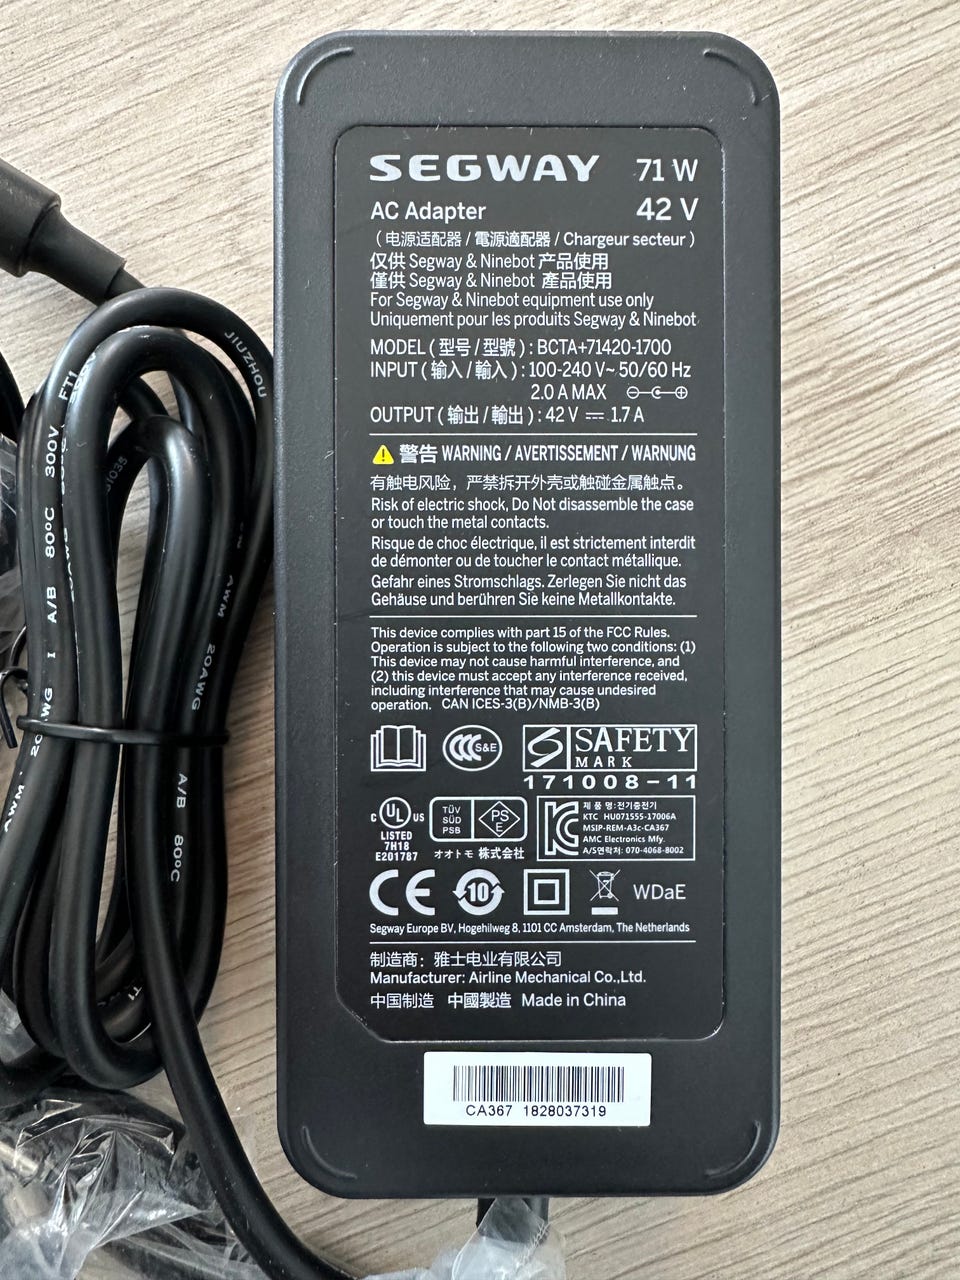 SEGWAY 71 W
AC Adapter 42 V
(电源适配器 / 電源適配器 / Chargeur secteur)
仅供 Segway & Ninebot 产品使用
僅供 Segway & Ninebot 產品使用
For Segway & Ninebot equipment use only
Uniquement pour les produits Segway & Ninebot
MODEL (型号 / 型號) : BCTA+71420-1700
INPUT (输入 / 輸入) : 100-240 V~ 50/60 Hz
2.0 A MAX
OUTPUT (输出 / 輸出) : 42 V ⎓ 1.7 A
警告 WARNING / AVERTISSEMENT / WARNUNG
有触电风险，严禁拆开外壳或触碰金属触点。
Risk of electric shock, Do Not disassemble the case
or touch the metal contacts.
Risque de choc électrique, il est strictement interdit
de démonter ou de toucher le contact métallique.
Gefahr eines Stromschlags. Zerlegen Sie nicht das
Gehäuse und berühren Sie keine Metallkontakte.
This device complies with part 15 of the FCC Rules.
Operation is subject to the following two conditions: (1)
This device may not cause harmful interference, and
(2) this device must accept any interference received,
including interference that may cause undesired
operation. CAN ICES-3(B)/NMB-3(B)
CCC S&E
SAFETY
MARK
171008-11
C UL US
LISTED
7H18
E201787
TÜV
SÜD
PSB
PS
E
オオトモ 株式会社
제 품 명:전기충전기
KTC HU071555-17006A
MSIP-REM-A3c-CA367
AMC Electronics Mfy.
A/S연락처: 070-4068-8002
CE 10 WDaE
Segway Europe BV, Hogehilweg 8, 1101 CC Amsterdam, The Netherlands
制造商：雅士电业有限公司
Manufacturer: Airline Mechanical Co.,Ltd.
中国制造 中國製造 Made in China
CA367 1828037319
JIUZHOU
FT1
I A/B 80°C 300V
AWM 20AWG
A/B 80°C